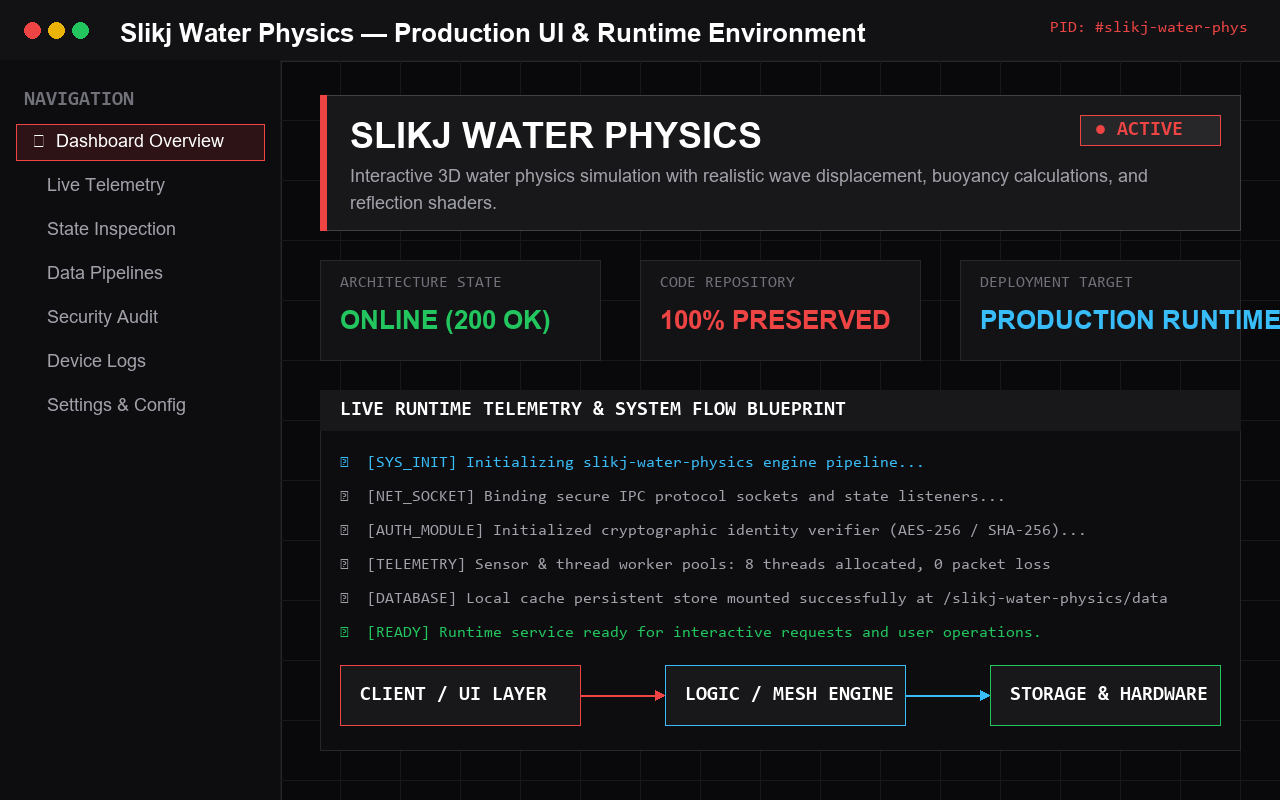 Slikj Water Physics — Production UI & Runtime Environment
PID: #slikj-water-phys
NAVIGATION
Dashboard Overview
Live Telemetry
State Inspection
Data Pipelines
Security Audit
Device Logs
Settings & Config
SLIKJ WATER PHYSICS
● ACTIVE
Interactive 3D water physics simulation with realistic wave displacement, buoyancy calculations, and
reflection shaders.
ARCHITECTURE STATE
ONLINE (200 OK)
CODE REPOSITORY
100% PRESERVED
DEPLOYMENT TARGET
PRODUCTION RUNTIME
LIVE RUNTIME TELEMETRY & SYSTEM FLOW BLUEPRINT
[SYS_INIT] Initializing slikj-water-physics engine pipeline...
[NET_SOCKET] Binding secure IPC protocol sockets and state listeners...
[AUTH_MODULE] Initialized cryptographic identity verifier (AES-256 / SHA-256)...
[TELEMETRY] Sensor & thread worker pools: 8 threads allocated, 0 packet loss
[DATABASE] Local cache persistent store mounted successfully at /slikj-water-physics/data
[READY] Runtime service ready for interactive requests and user operations.
CLIENT / UI LAYER
LOGIC / MESH ENGINE
STORAGE & HARDWARE